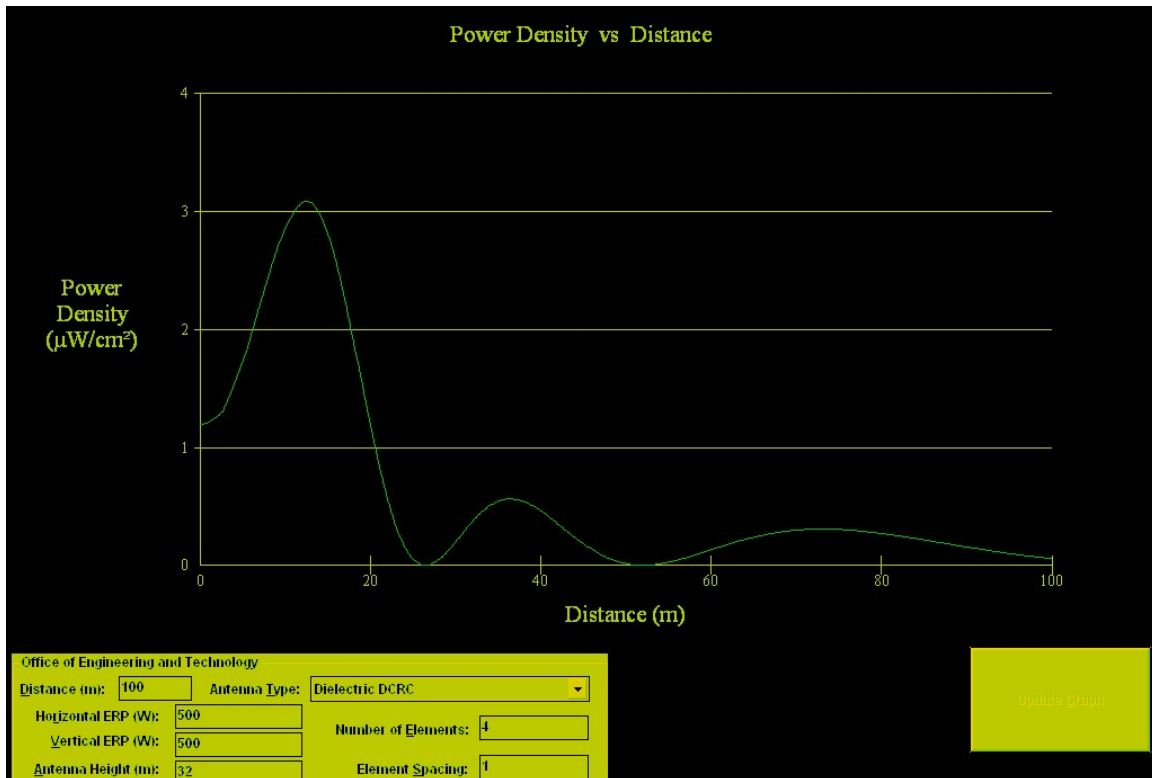 Power Density vs Distance
4
3
2
1
0
Power
Density
(µW/cm²)
0 20 40 60 80 100
Distance (m)
Office of Engineering and Technology
Distance (m): 100 Antenna Type: Dielectric DCRC
Horizontal ERP (W): 500
Vertical ERP (W): 500
Antenna Height (m): 32
Number of Elements: 4
Element Spacing: 1
Update Graph